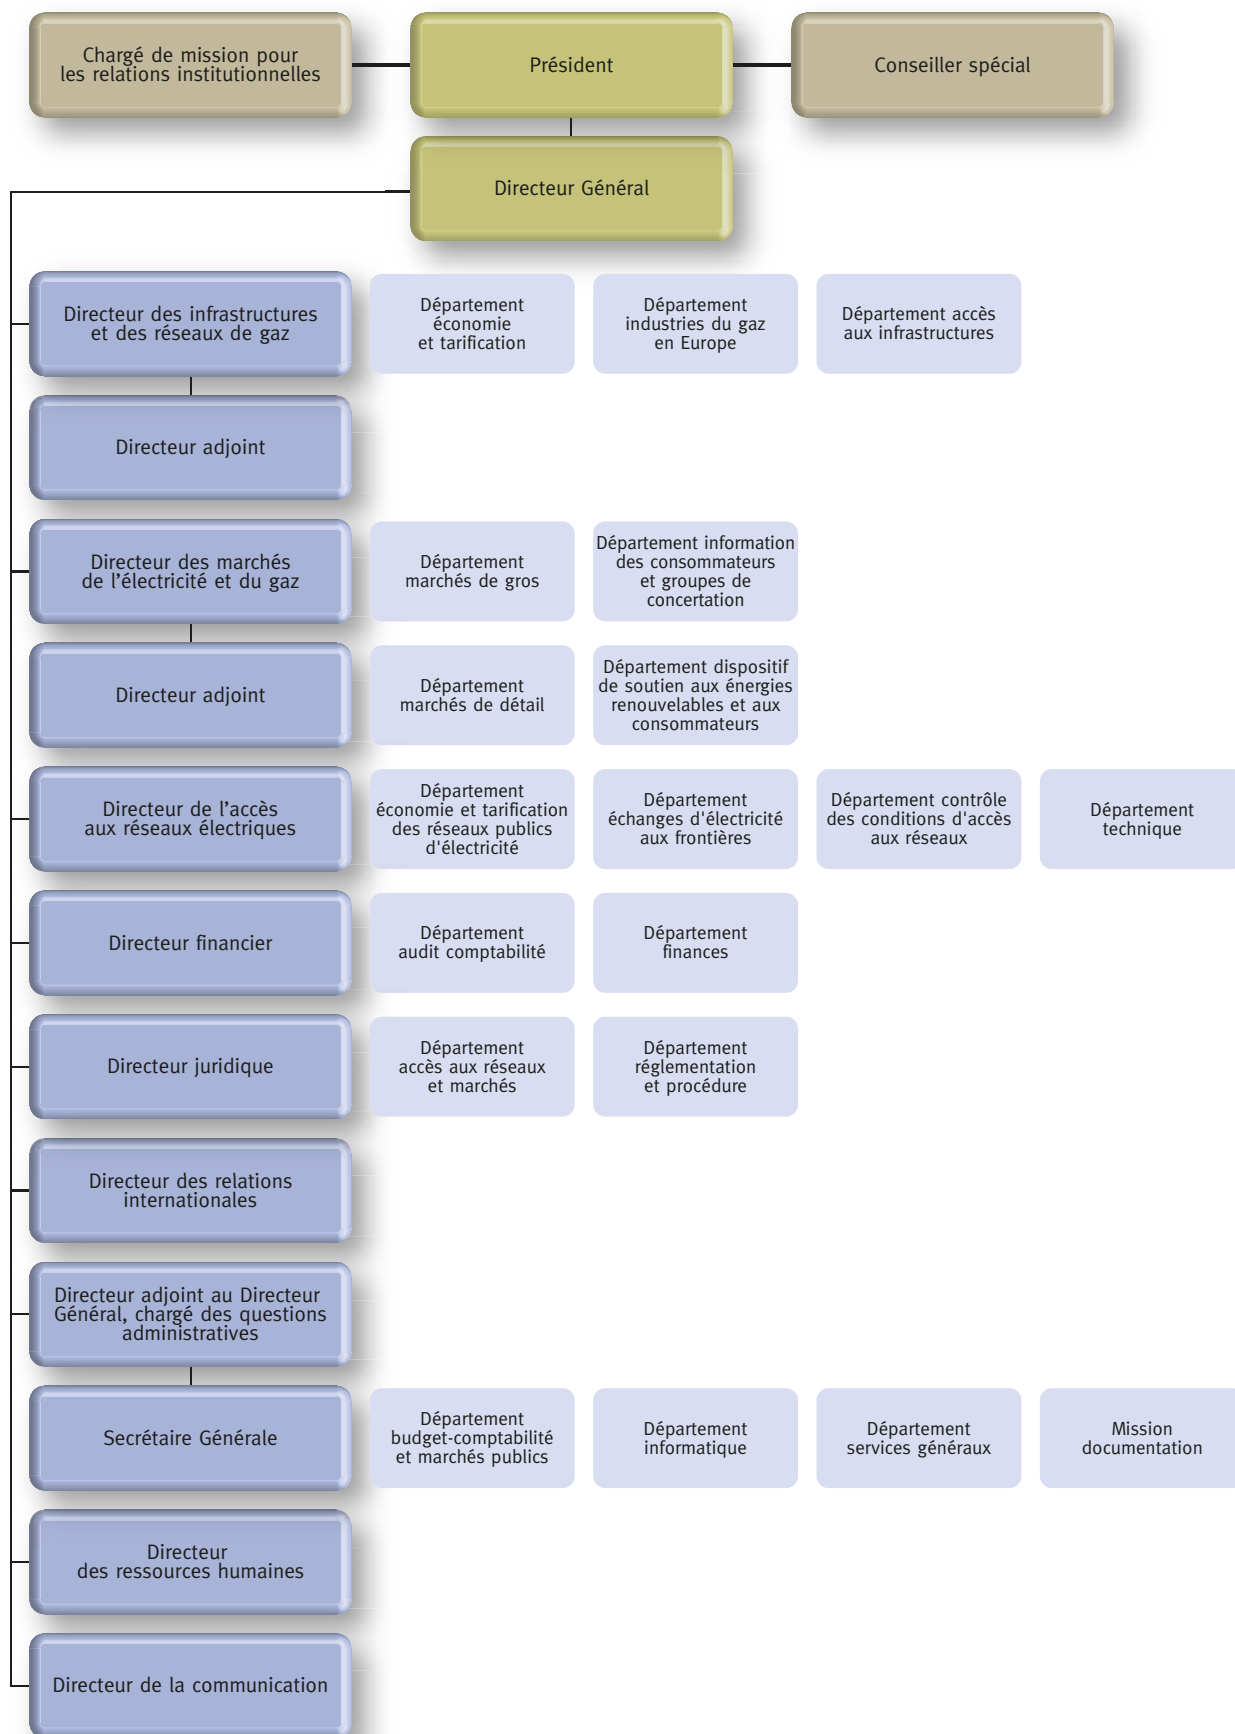 Chargé de mission pour
les relations institutionnelles
Président
Conseiller spécial
Directeur Général
Directeur des infrastructures
et des réseaux de gaz
Département
économie
et tarification
Département
industries du gaz
en Europe
Département accès
aux infrastructures
Directeur adjoint
Directeur des marchés
de l’électricité et du gaz
Département
marchés de gros
Département information
des consommateurs
et groupes de
concertation
Directeur adjoint
Département
marchés de détail
Département dispositif
de soutien aux énergies
renouvelables et aux
consommateurs
Directeur de l’accès
aux réseaux électriques
Département
économie et tarification
des réseaux publics
d'électricité
Département
échanges d'électricité
aux frontières
Département contrôle
des conditions d'accès
aux réseaux
Département
technique
Directeur financier
Département
audit comptabilité
Département
finances
Directeur juridique
Département
accès aux réseaux
et marchés
Département
réglementation
et procédure
Directeur des relations
internationales
Directeur adjoint au Directeur
Général, chargé des questions
administratives
Secrétaire Générale
Département
budget-comptabilité
et marchés publics
Département
informatique
Département
services généraux
Mission
documentation
Directeur
des ressources humaines
Directeur de la communication